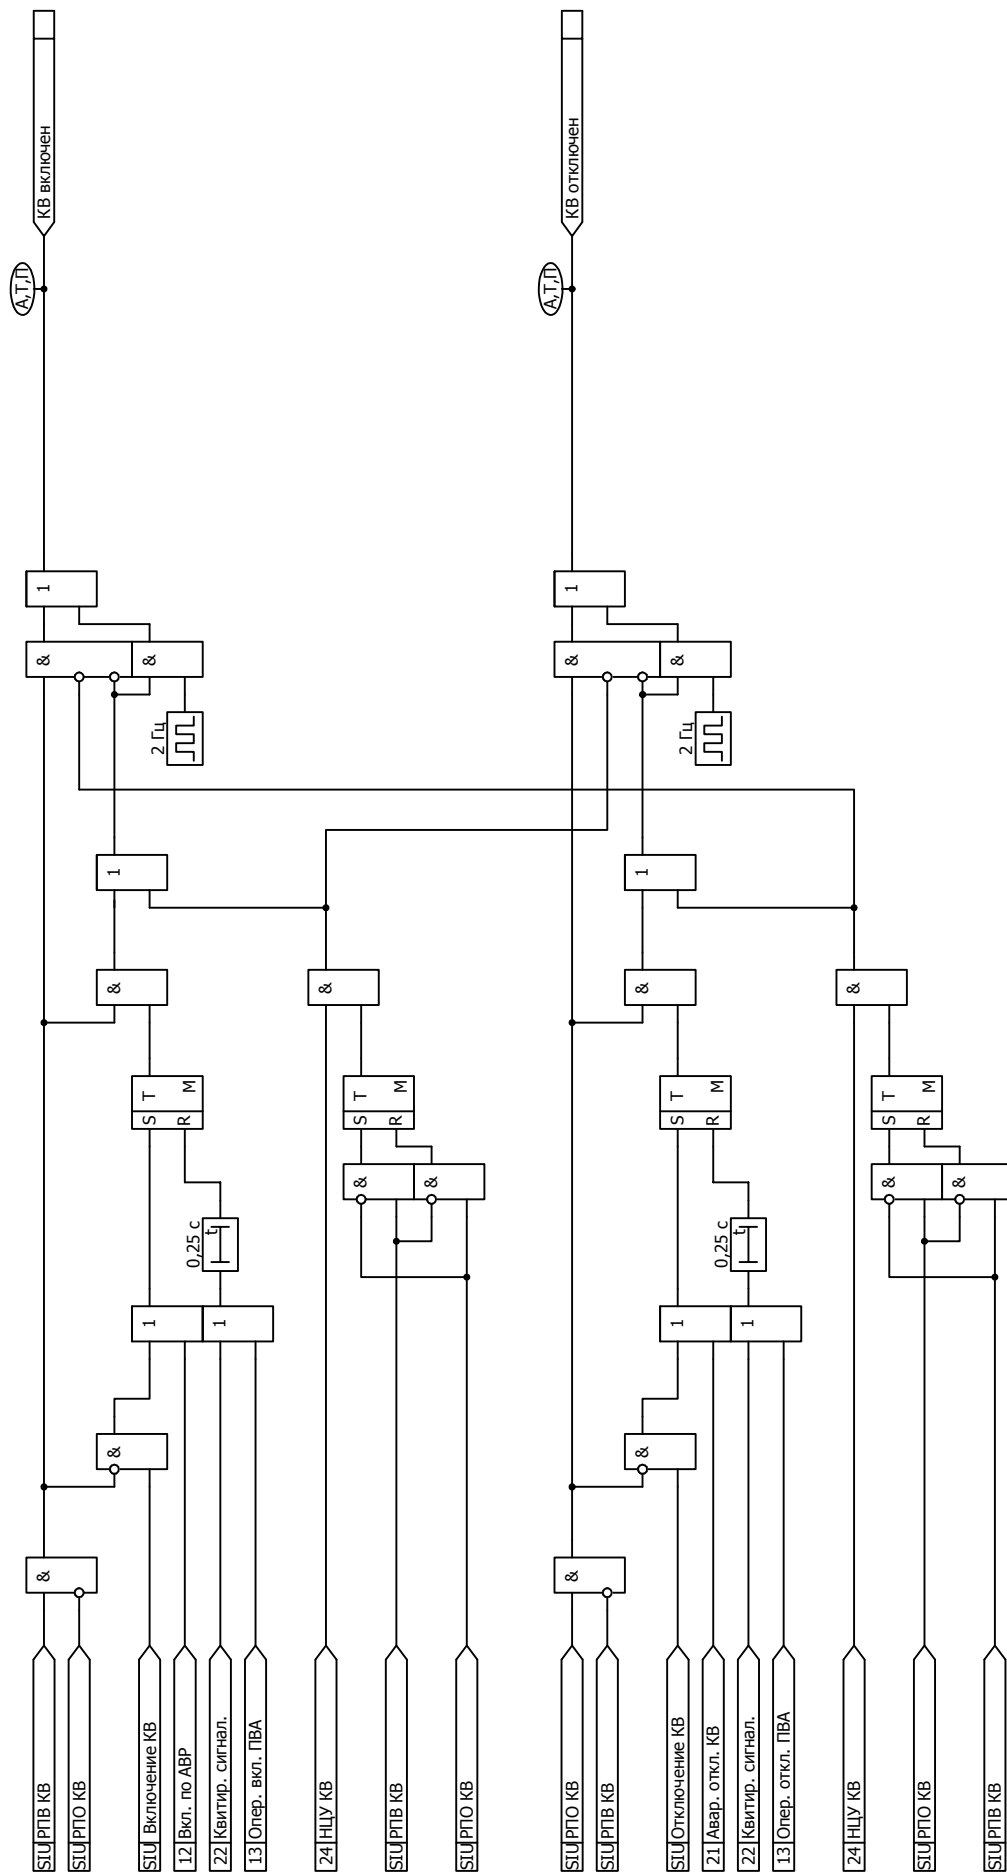 SIU РПВ КВ
SIU РПО КВ
SIU Включение КВ
12 Вкл. по АВР
22 Квитир. сигнал.
13 Опер. вкл. ПВА
24 НЦУ КВ
SIU РПВ КВ
SIU РПО КВ
&
&
1
1
0,25 с
t
&
&
S T
R M
S T
R M
&
&
1
2 Гц
&
&
1
А,Т,П
КВ включен
SIU РПО КВ
SIU РПВ КВ
SIU Отключение КВ
21 Авар. откл. КВ
22 Квитир. сигнал.
13 Опер. откл. ПВА
24 НЦУ КВ
SIU РПО КВ
SIU РПВ КВ
&
&
1
1
0,25 с
t
&
&
S T
R M
S T
R M
&
&
1
2 Гц
&
&
1
А,Т,П
КВ отключен